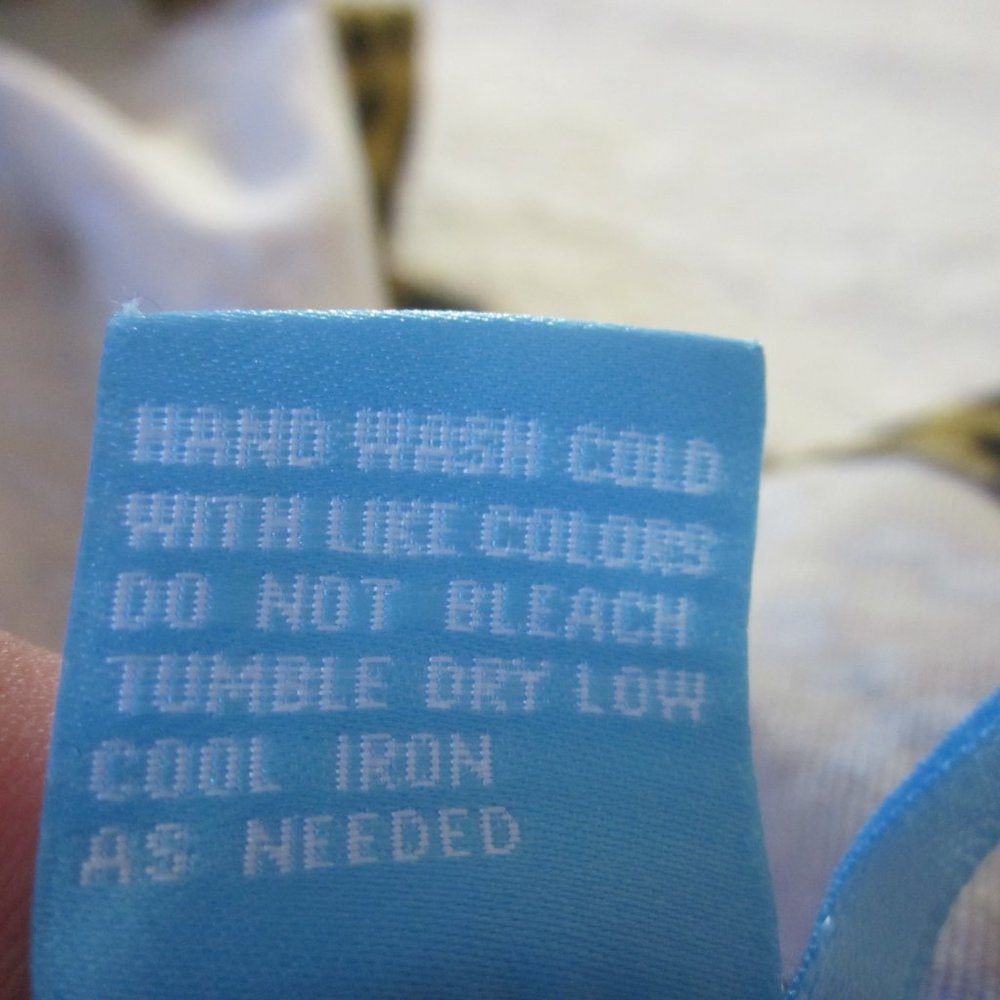 HAND WASH COLD
WITH LIKE COLORS
DO NOT BLEACH
TUMBLE DRY LOW
COOL IRON
AS NEEDED